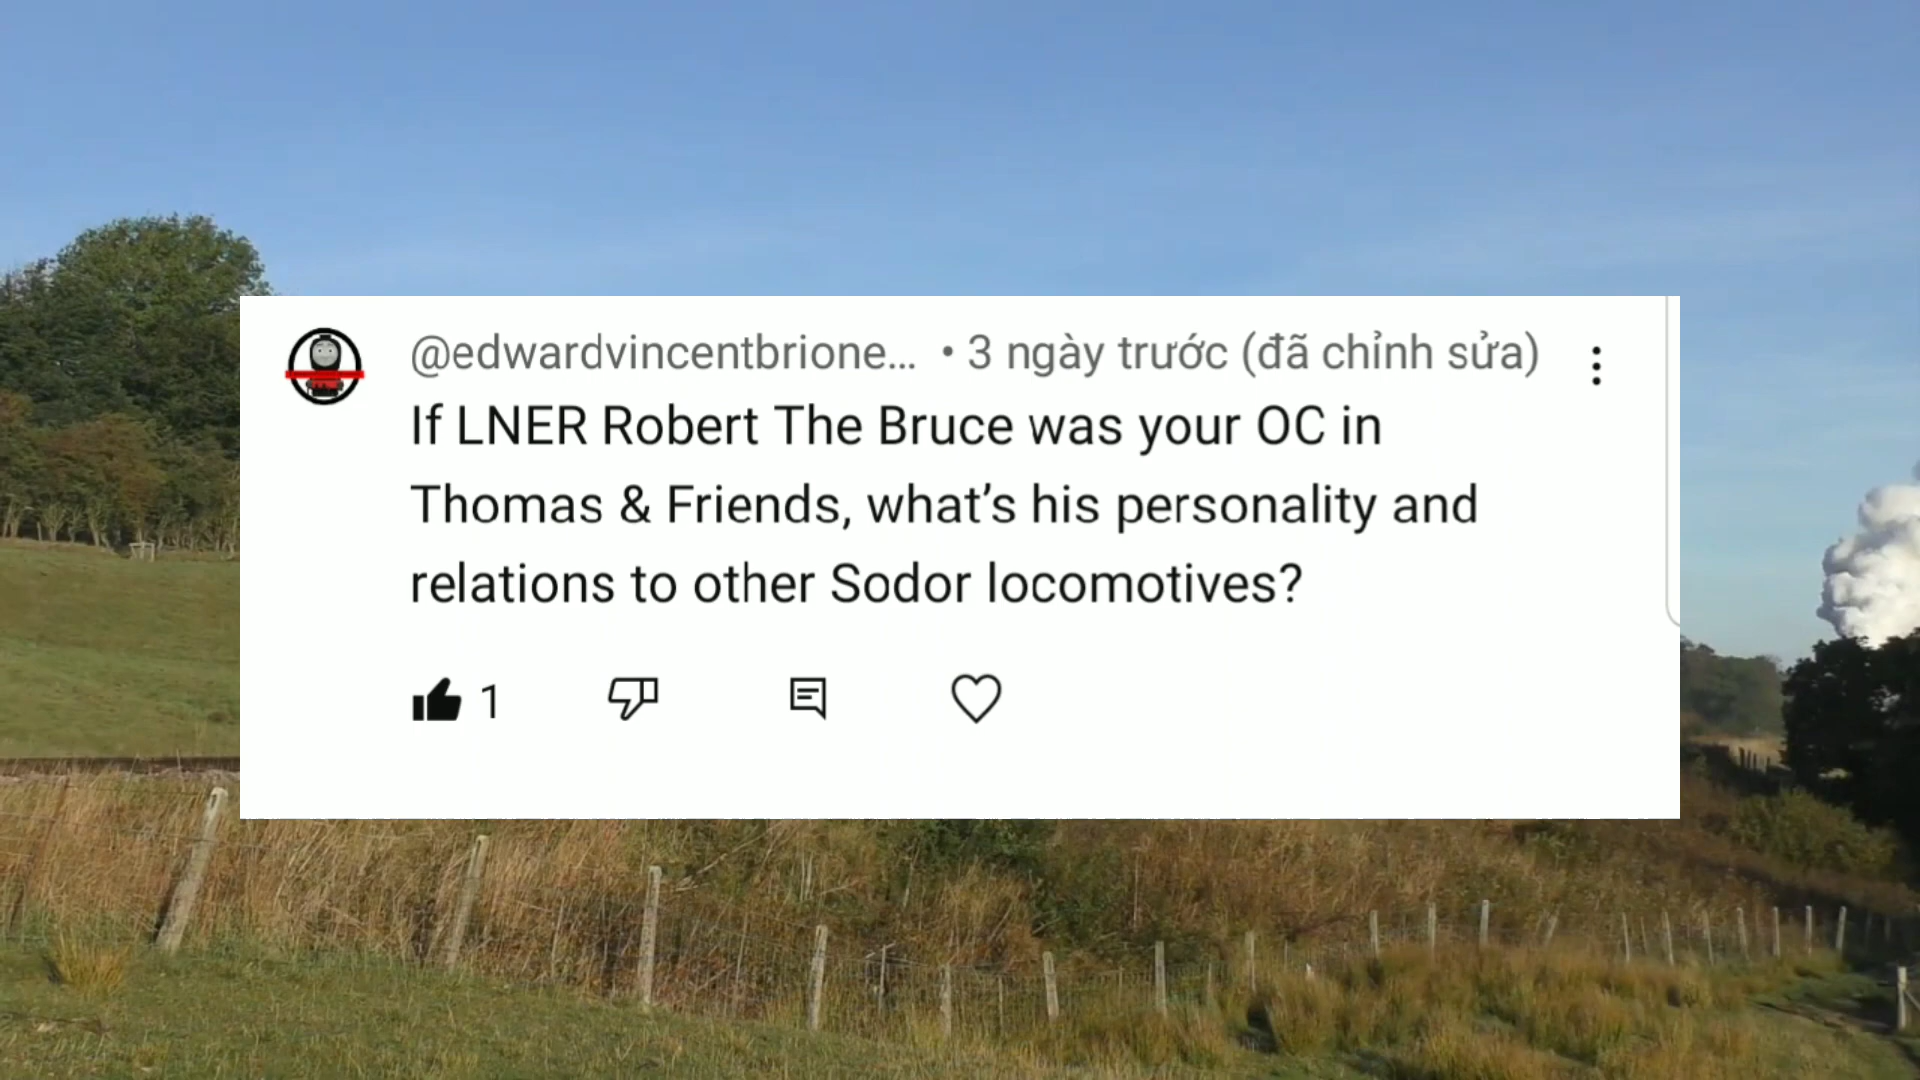 @edwardvincentbrione... • 3 ngày trước (đã chỉnh sửa)
If LNER Robert The Bruce was your OC in
Thomas & Friends, what’s his personality and
relations to other Sodor locomotives?
1